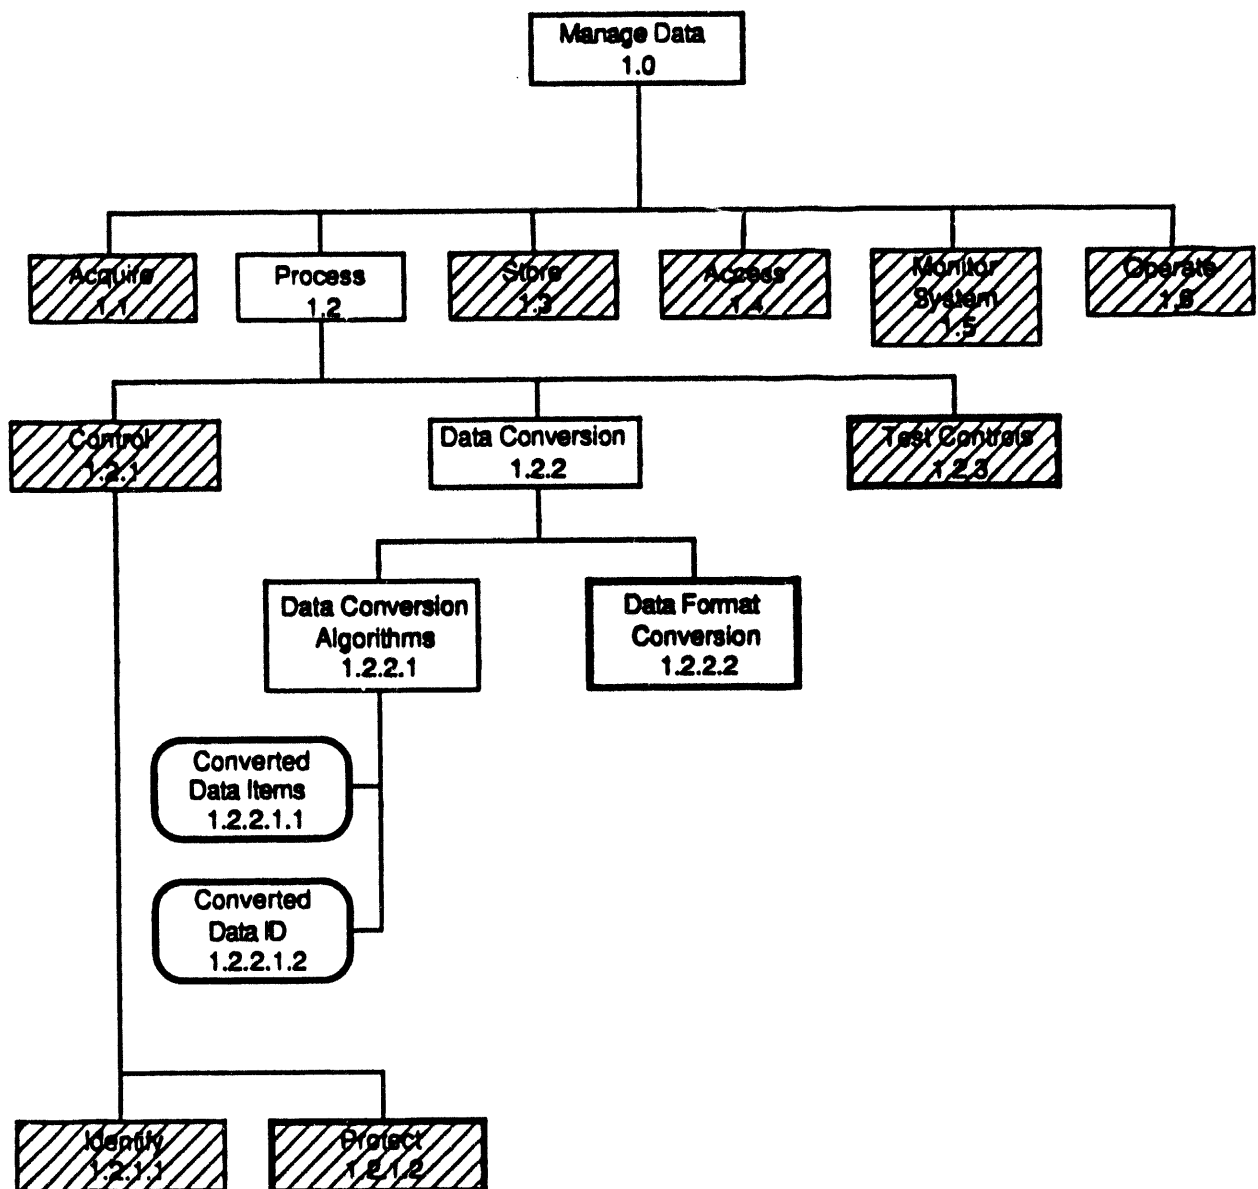 Manage Data
1.0
Acquire
1.1
Process
1.2
Store
1.3
Access
1.4
Monitor
System
1.5
Operate
1.6
Control
1.2.1
Data Conversion
1.2.2
Test Controls
1.2.3
Data Conversion
Algorithms
1.2.2.1
Data Format
Conversion
1.2.2.2
Converted
Data Items
1.2.2.1.1
Converted
Data ID
1.2.2.1.2
Identify
1.2.1.1
Protect
1.2.1.2